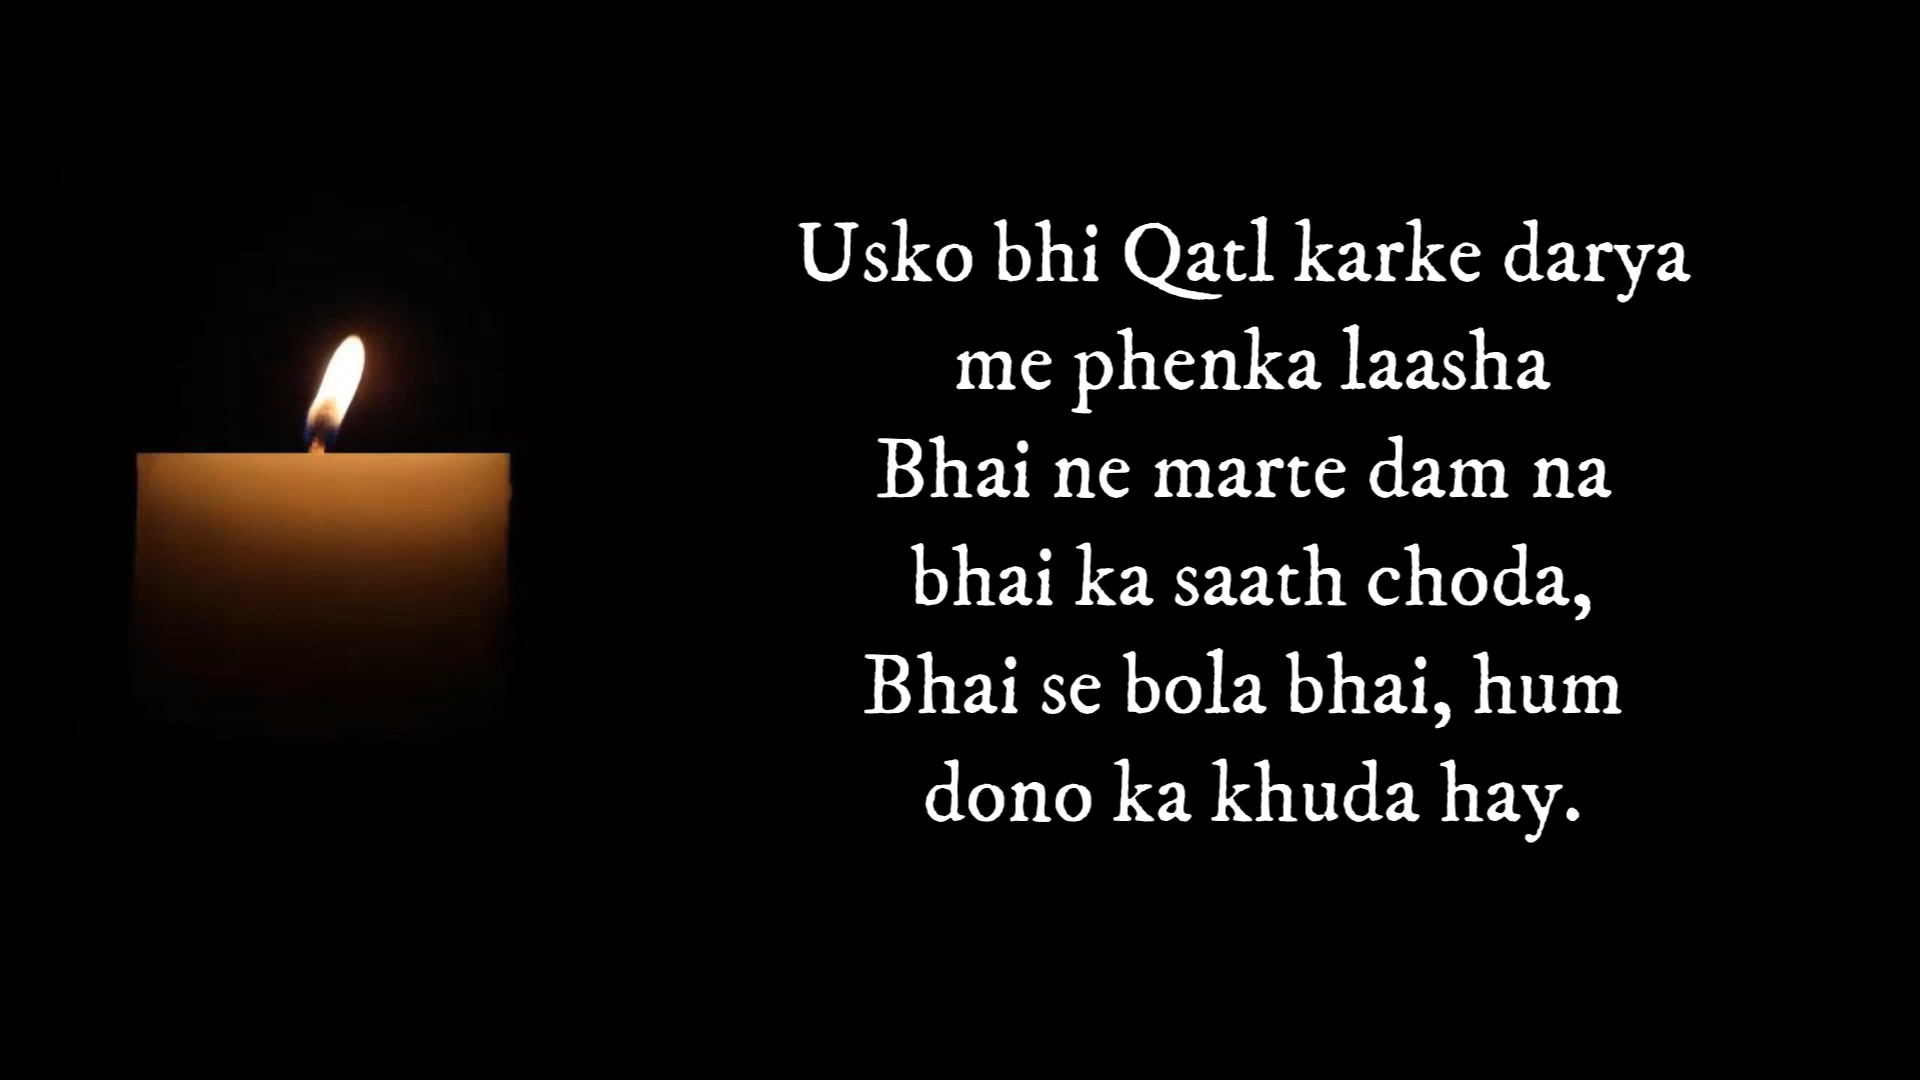 Usko bhi Qatl karke darya
me phenka laasha
Bhai ne marte dam na
bhai ka saath choda,
Bhai se bola bhai, hum
dono ka khuda hay.